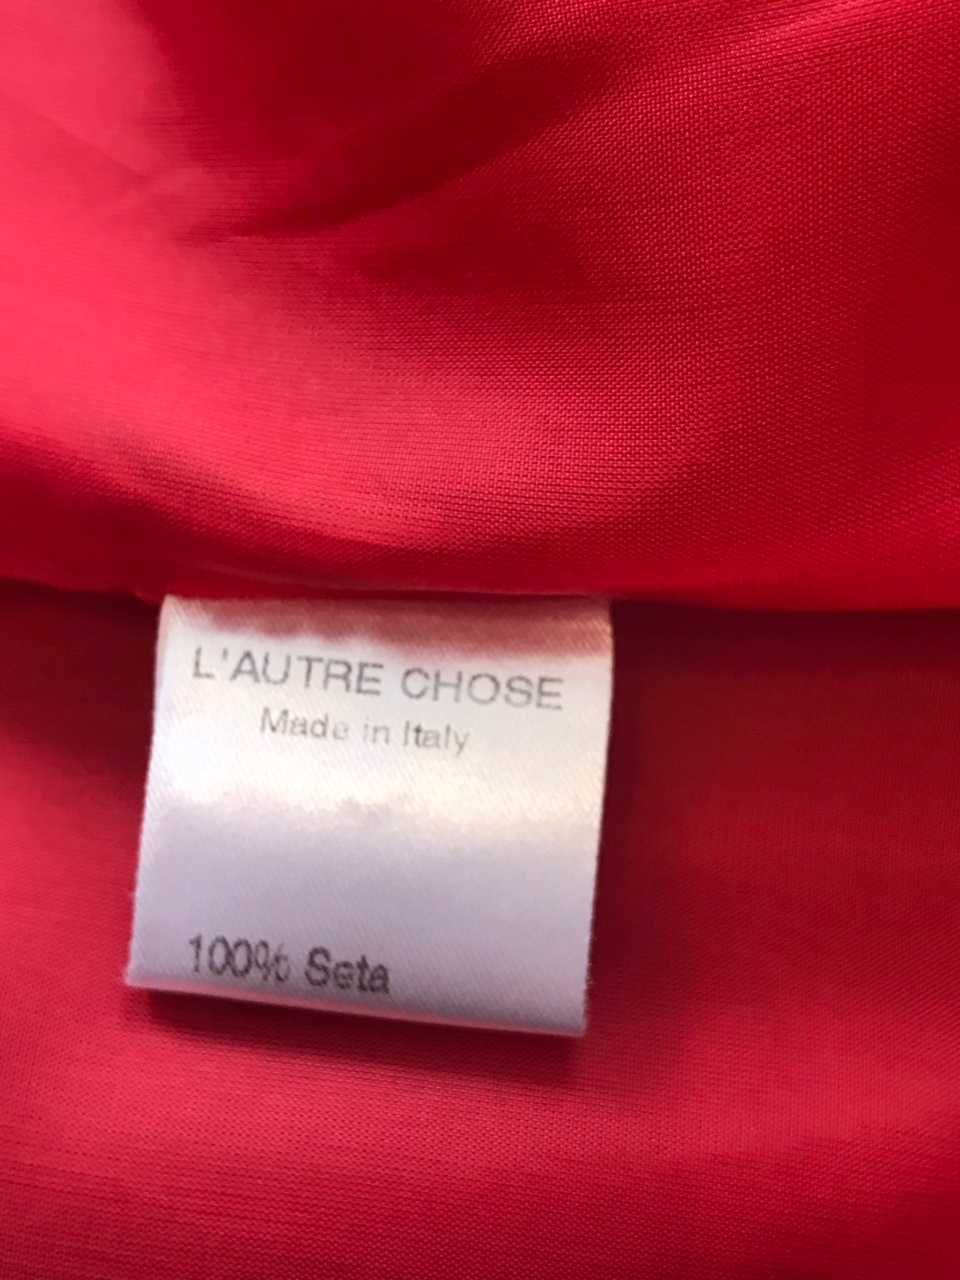 L'AUTRE CHOSE
Made in Italy
100% Seta